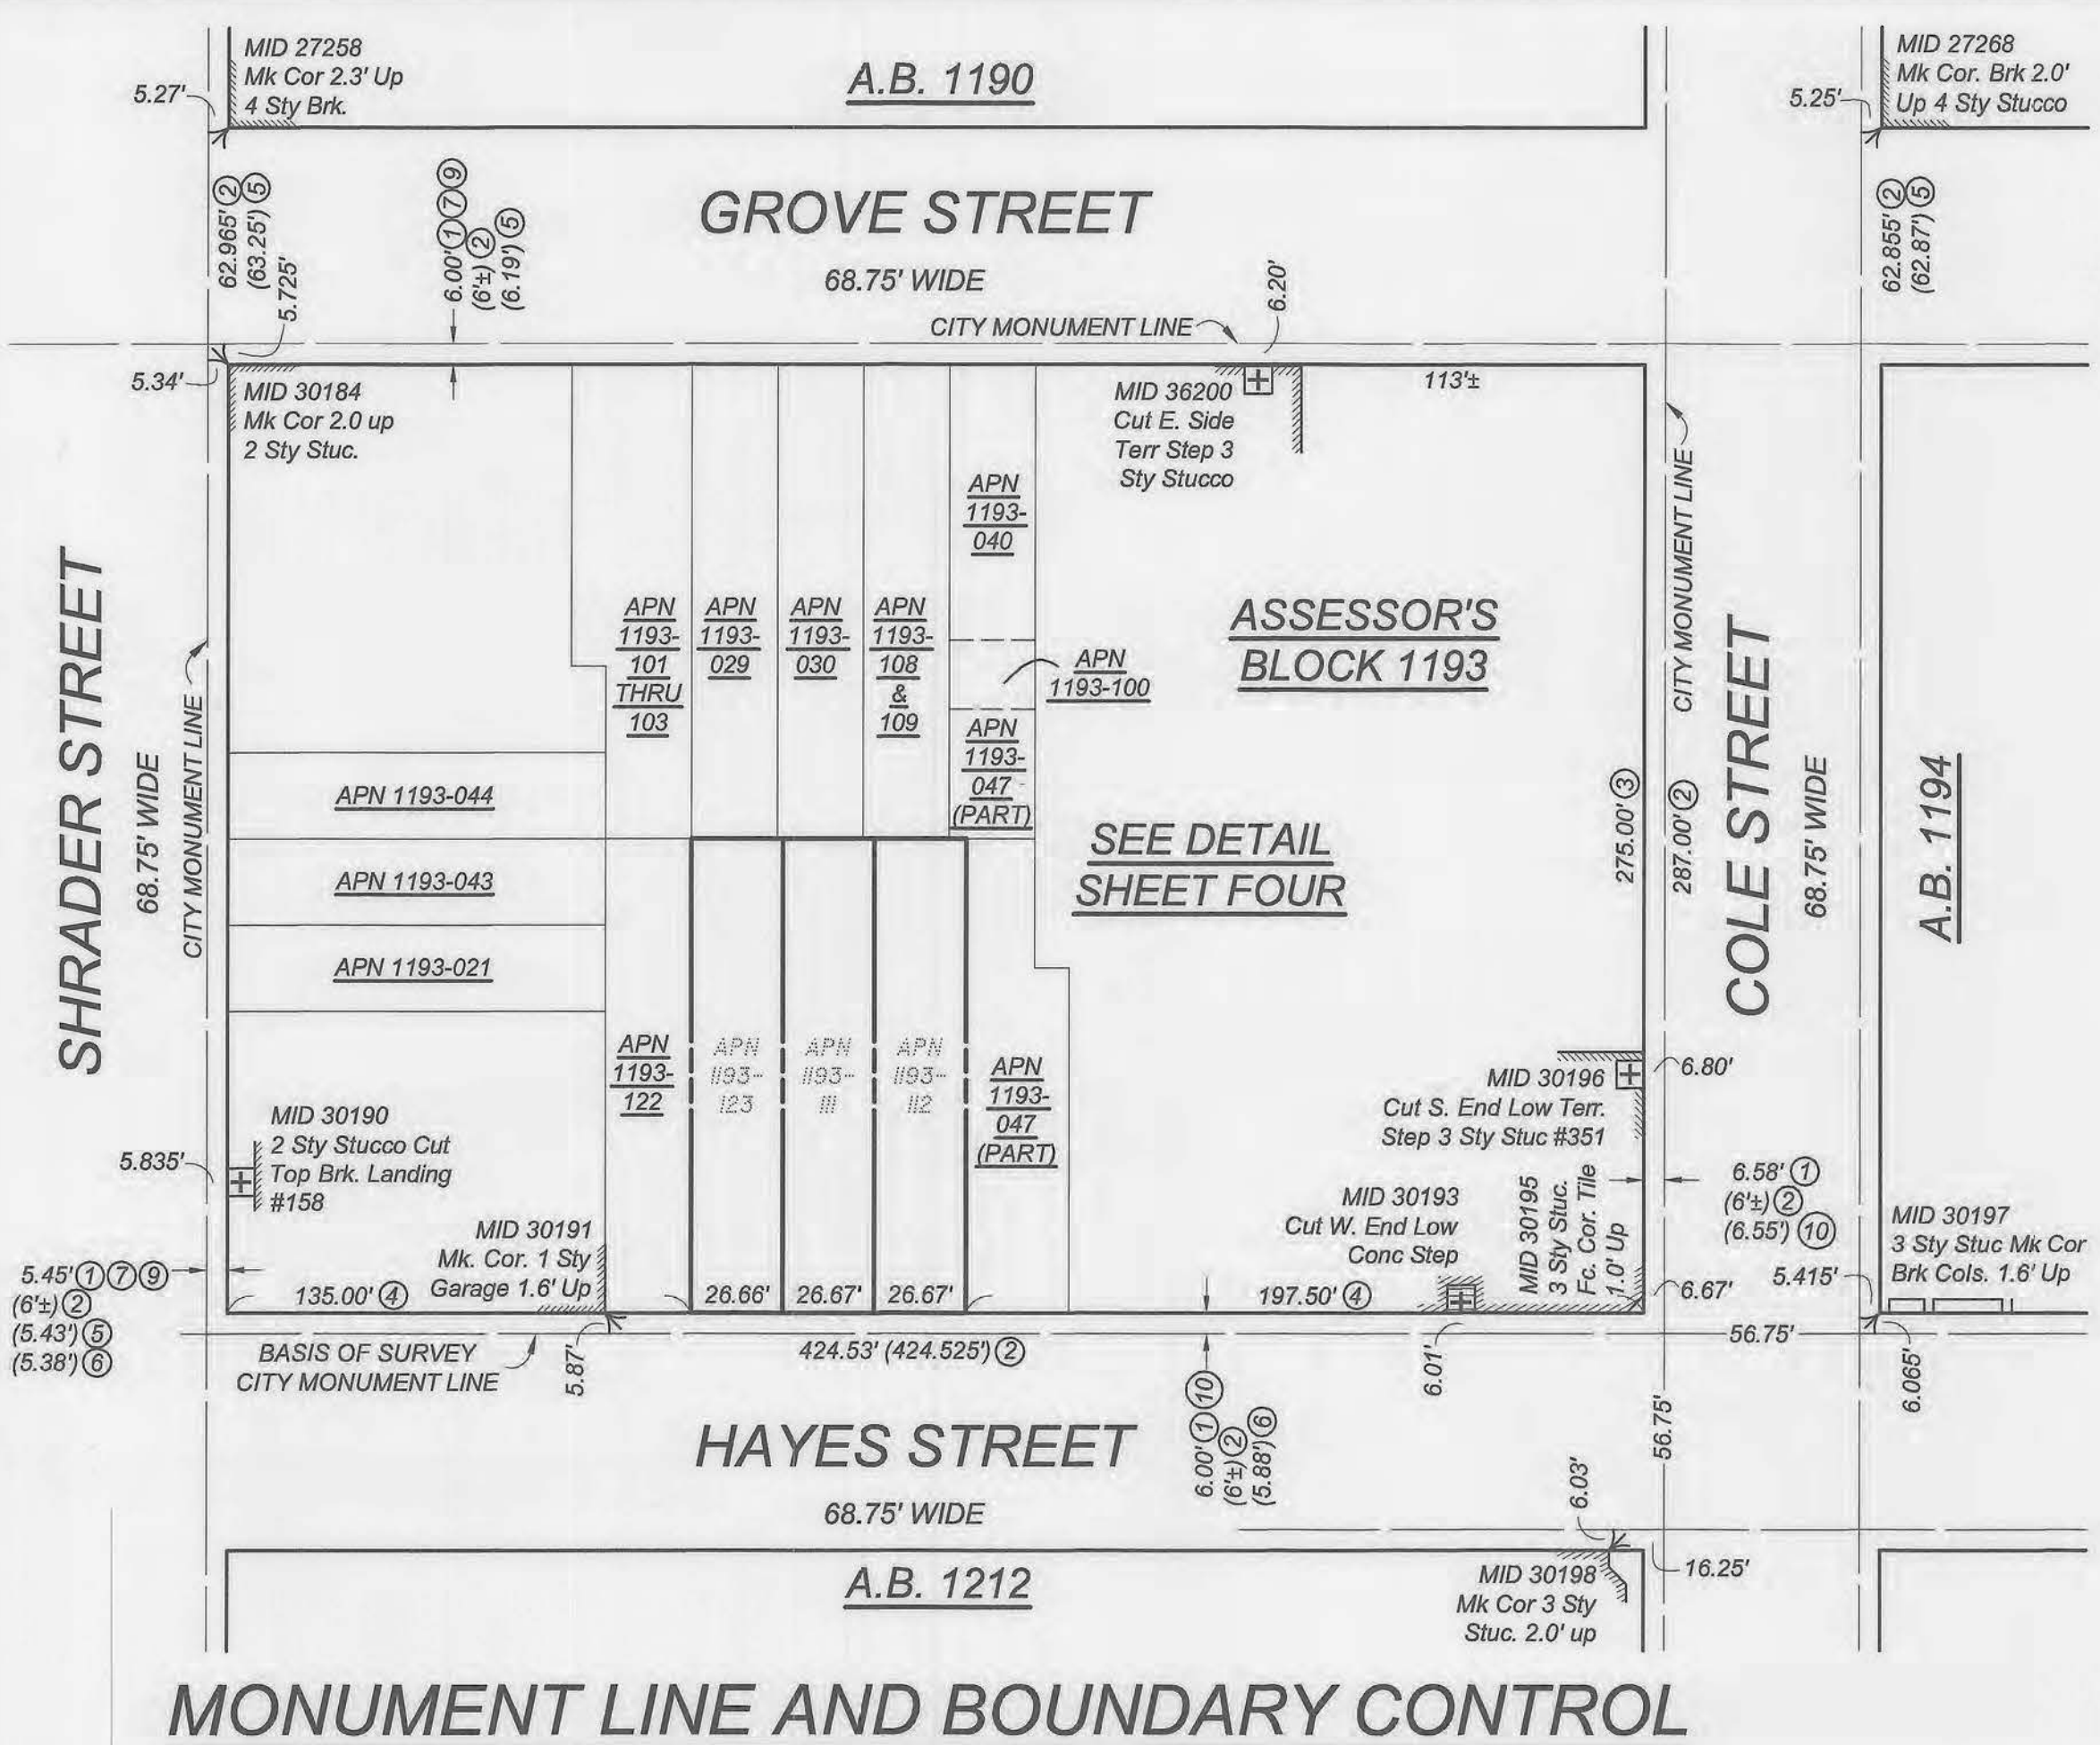 MID 27258
Mk Cor 2.3' Up
4 Sty Brk.
5.27'
A.B. 1190
MID 27268
Mk Cor. Brk 2.0'
Up 4 Sty Stucco
5.25'
62.965' ②
(63.25') ⑤
5.725'
6.00' ①⑦⑨
(6'±) ②
(6.19') ⑤
GROVE STREET
68.75' WIDE
CITY MONUMENT LINE
6.20'
62.855' ②
(62.87') ⑤
5.34'
MID 30184
Mk Cor 2.0 up
2 Sty Stuc.
MID 36200
Cut E. Side
Terr Step 3
Sty Stucco
113'±
CITY MONUMENT LINE
SHRADER STREET
68.75' WIDE
CITY MONUMENT LINE
APN
1193-
101
THRU
103
APN
1193-
029
APN
1193-
030
APN
1193-
108
&
109
APN
1193-
040
APN
1193-100
APN
1193-
047
(PART)
ASSESSOR'S
BLOCK 1193
SEE DETAIL
SHEET FOUR
275.00' ③
287.00' ②
COLE STREET
68.75' WIDE
A.B. 1194
APN 1193-044
APN 1193-043
APN 1193-021
APN
1193-
122
APN
1193-
123
APN
1193-
111
APN
1193-
112
APN
1193-
047
(PART)
MID 30190
2 Sty Stucco Cut
Top Brk. Landing
#158
5.835'
MID 30191
Mk. Cor. 1 Sty
Garage 1.6' Up
5.45' ①⑦⑨
(6'±) ②
(5.43') ⑤
(5.38') ⑥
135.00' ④
26.66'
26.67'
26.67'
MID 30196
Cut S. End Low Terr.
Step 3 Sty Stuc #351
6.80'
MID 30193
Cut W. End Low
Conc Step
197.50' ④
MID 30195
3 Sty Stuc.
Fc. Cor. Tile
1.0' Up
6.58' ①
(6'±) ②
(6.55') ⑩
6.67'
MID 30197
3 Sty Stuc Mk Cor
Brk Cols. 1.6' Up
5.415'
BASIS OF SURVEY
CITY MONUMENT LINE
5.87'
424.53' (424.525') ②
6.01'
56.75'
6.065'
6.00' ①⑩
(6'±) ②
(5.88') ⑥
HAYES STREET
68.75' WIDE
56.75'
6.03'
16.25'
A.B. 1212
MID 30198
Mk Cor 3 Sty
Stuc. 2.0' up
MONUMENT LINE AND BOUNDARY CONTROL